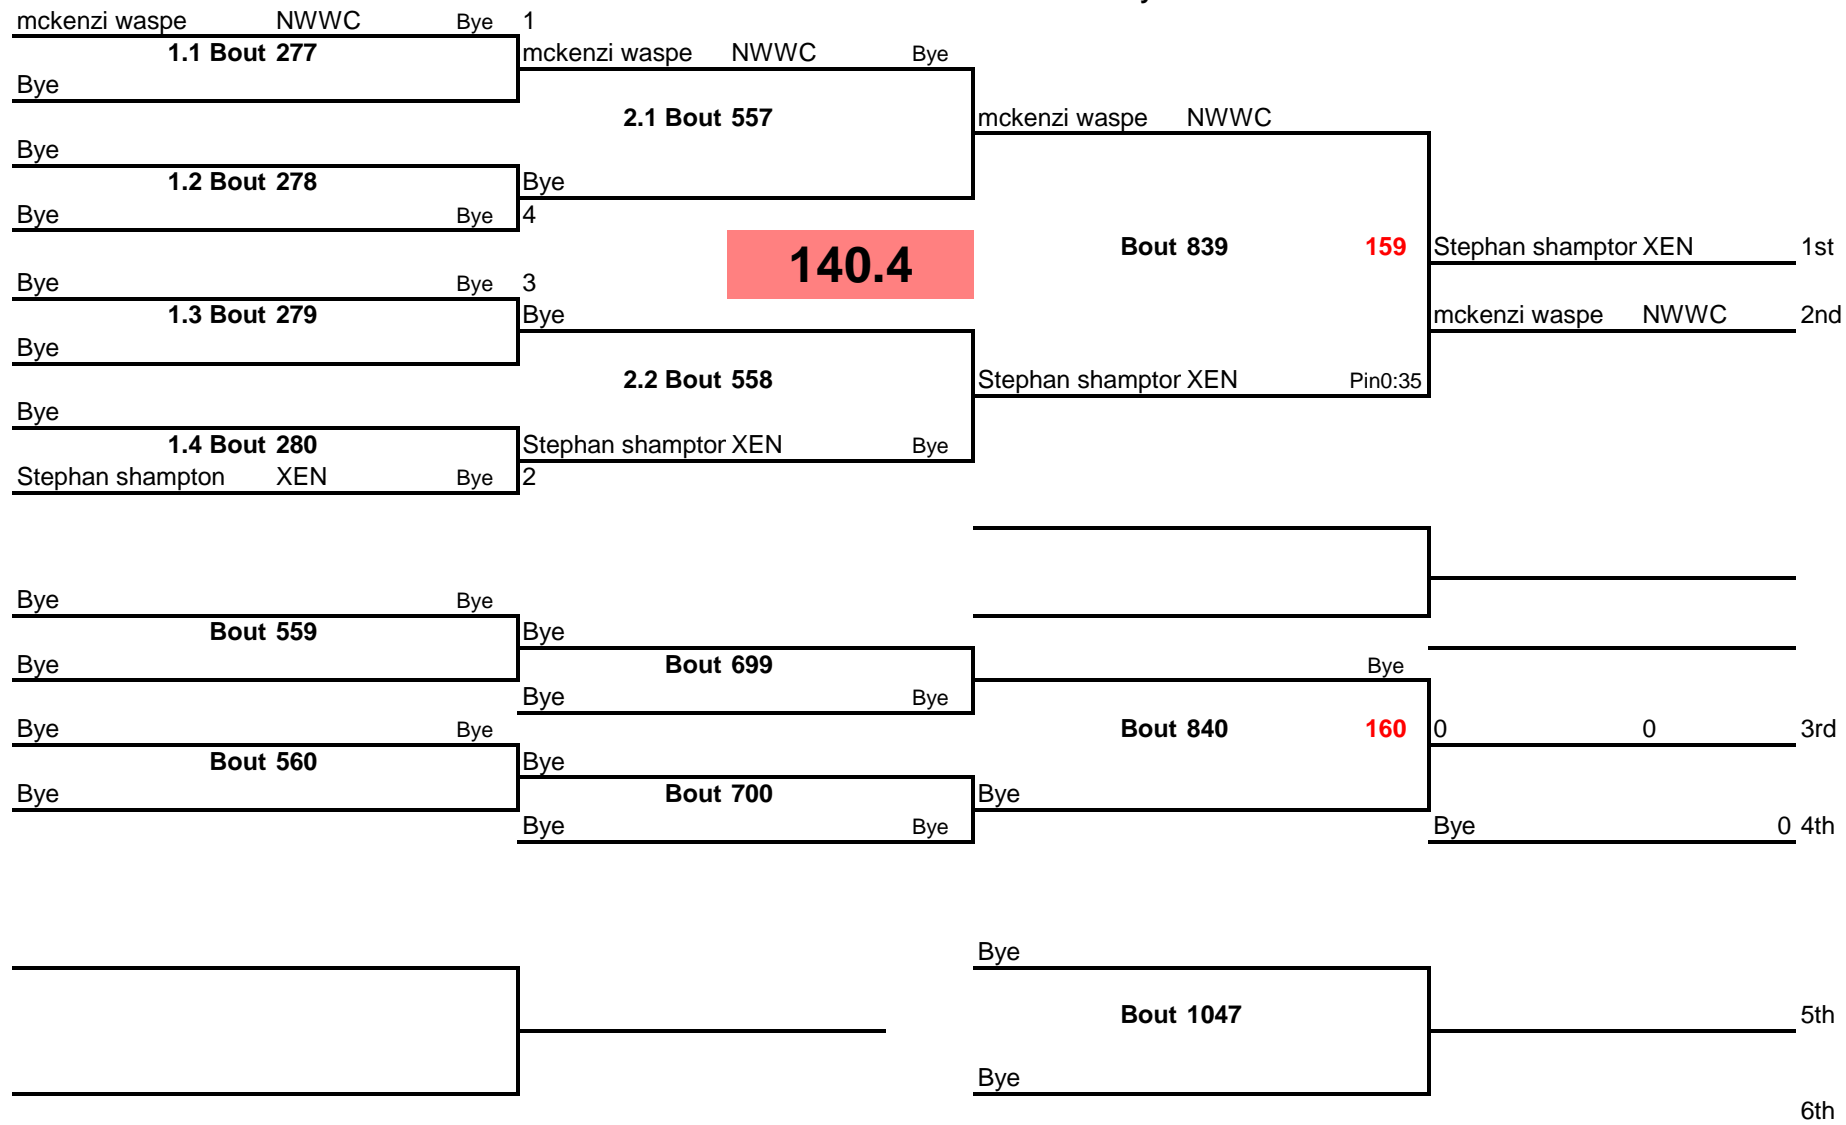 mckenzi waspe NWWC Bye 1
1.1 Bout 277 mckenzi waspe NWWC Bye
Bye
2.1 Bout 557 mckenzi waspe NWWC
Bye
1.2 Bout 278 Bye
Bye Bye 4
140.4 Bout 839 159 Stephan shamptor XEN 1st
Bye Bye 3
1.3 Bout 279 Bye mckenzi waspe NWWC 2nd
Bye
2.2 Bout 558 Stephan shamptor XEN Pin0:35
Bye
1.4 Bout 280 Stephan shamptor XEN Bye
Stephan shampton XEN Bye 2
Bye Bye
Bout 559 Bye
Bye Bout 699 Bye
Bye Bye
Bye Bye Bout 840 160 0 0 3rd
Bout 560 Bye
Bye Bout 700 Bye
Bye Bye Bye 0 4th
Bye
Bout 1047 5th
Bye
6th